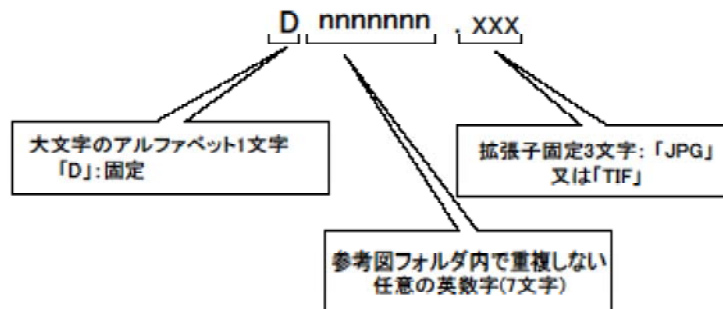 D nnnnnnn .xxx
大文字のアルファベット1文字
「D」:固定
拡張子固定3文字:「JPG」
又は「TIF」
参考図フォルダ内で重複しない
任意の英数字(7文字)